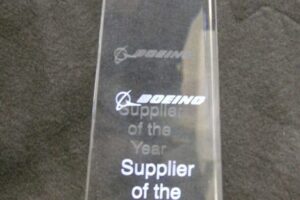 BOEING
BOEING
Supplier
of the
Year
Supplier
of the